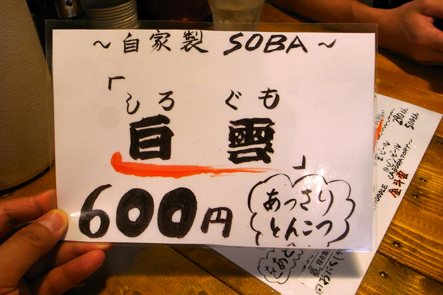 ～自家製 SOBA～
「しろ ぐも
白 雲」
600円
あっさり
とんこつ